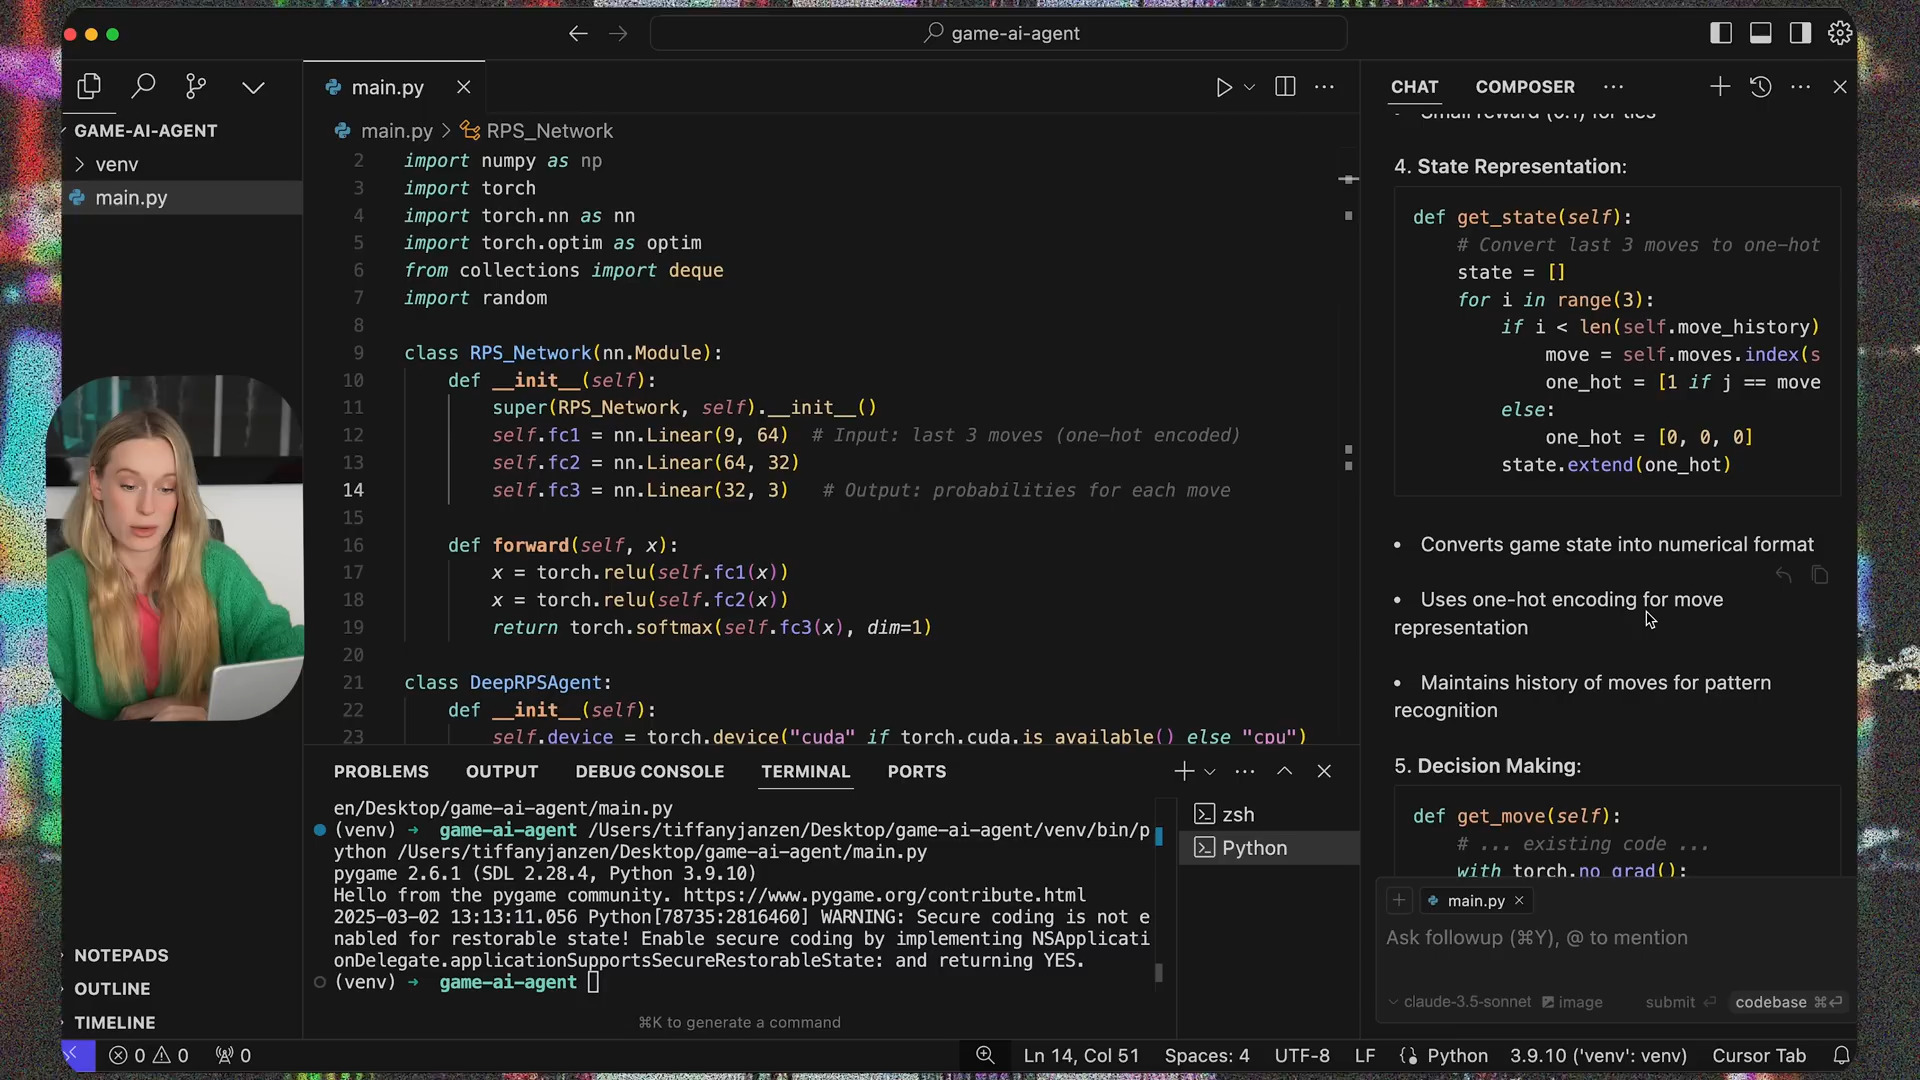 game-ai-agent
GAME-AI-AGENT
venv
main.py
NOTEPADS
OUTLINE
TIMELINE
main.py
main.py > RPS_Network
2 import numpy as np
3 import torch
4 import torch.nn as nn
5 import torch.optim as optim
6 from collections import deque
7 import random
8
9 class RPS_Network(nn.Module):
10 def __init__(self):
11 super(RPS_Network, self).__init__()
12 self.fc1 = nn.Linear(9, 64) # Input: last 3 moves (one-hot encoded)
13 self.fc2 = nn.Linear(64, 32)
14 self.fc3 = nn.Linear(32, 3) # Output: probabilities for each move
15
16 def forward(self, x):
17 x = torch.relu(self.fc1(x))
18 x = torch.relu(self.fc2(x))
19 return torch.softmax(self.fc3(x), dim=1)
20
21 class DeepRPSAgent:
22 def __init__(self):
23 self.device = torch.device("cuda" if torch.cuda.is_available() else "cpu")
PROBLEMS OUTPUT DEBUG CONSOLE TERMINAL PORTS
en/Desktop/game-ai-agent/main.py
(venv) ➜ game-ai-agent /Users/tiffanyjanzen/Desktop/game-ai-agent/venv/bin/p
ython /Users/tiffanyjanzen/Desktop/game-ai-agent/main.py
pygame 2.6.1 (SDL 2.28.4, Python 3.9.10)
Hello from the pygame community. https://www.pygame.org/contribute.html
2025-03-02 13:13:11.056 Python[78735:2816460] WARNING: Secure coding is not e
nabled for restorable state! Enable secure coding by implementing NSApplicati
onDelegate.applicationSupportsSecureRestorableState: and returning YES.
(venv) ➜ game-ai-agent
⌘K to generate a command
zsh
Python
CHAT COMPOSER
Small reward (0.1) for ties
4. State Representation:
def get_state(self):
# Convert last 3 moves to one-hot
state = []
for i in range(3):
if i < len(self.move_history)
move = self.moves.index(s
one_hot = [1 if j == move
else:
one_hot = [0, 0, 0]
state.extend(one_hot)
• Converts game state into numerical format
• Uses one-hot encoding for move
representation
• Maintains history of moves for pattern
recognition
5. Decision Making:
def get_move(self):
# ... existing code ...
with torch.no_grad():
main.py
Ask followup (⌘Y), @ to mention
claude-3.5-sonnet image submit ⏎ codebase ⌘⏎
0 0 0 Ln 14, Col 51 Spaces: 4 UTF-8 LF Python 3.9.10 ('venv': venv) Cursor Tab